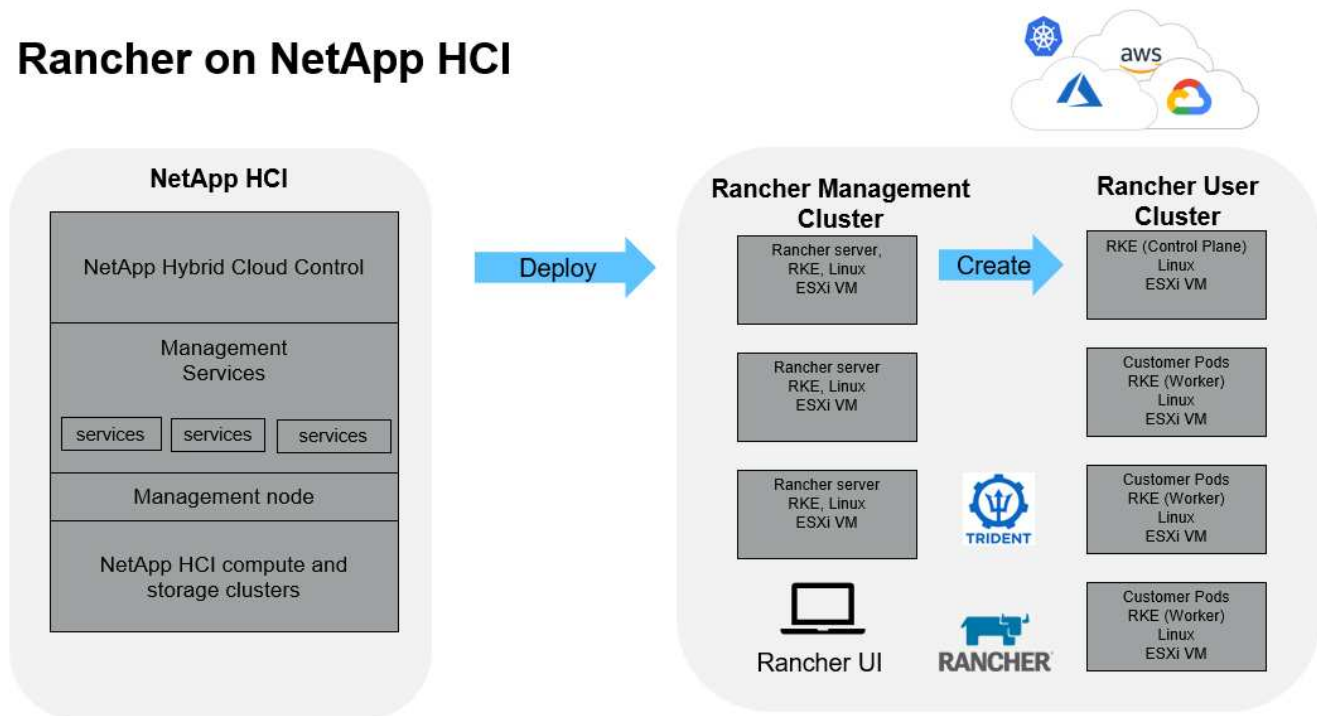 Rancher on NetApp HCI
aws
NetApp HCI
NetApp Hybrid Cloud Control
Management
Services
services
services
services
Management node
NetApp HCI compute and
storage clusters
Deploy
Rancher Management
Cluster
Rancher server,
RKE, Linux
ESXi VM
Rancher server
RKE, Linux
ESXi VM
Rancher server
RKE, Linux
ESXi VM
Rancher UI
Create
TRIDENT
RANCHER
Rancher User
Cluster
RKE (Control Plane)
Linux
ESXi VM
Customer Pods
RKE (Worker)
Linux
ESXi VM
Customer Pods
RKE (Worker)
Linux
ESXi VM
Customer Pods
RKE (Worker)
Linux
ESXi VM